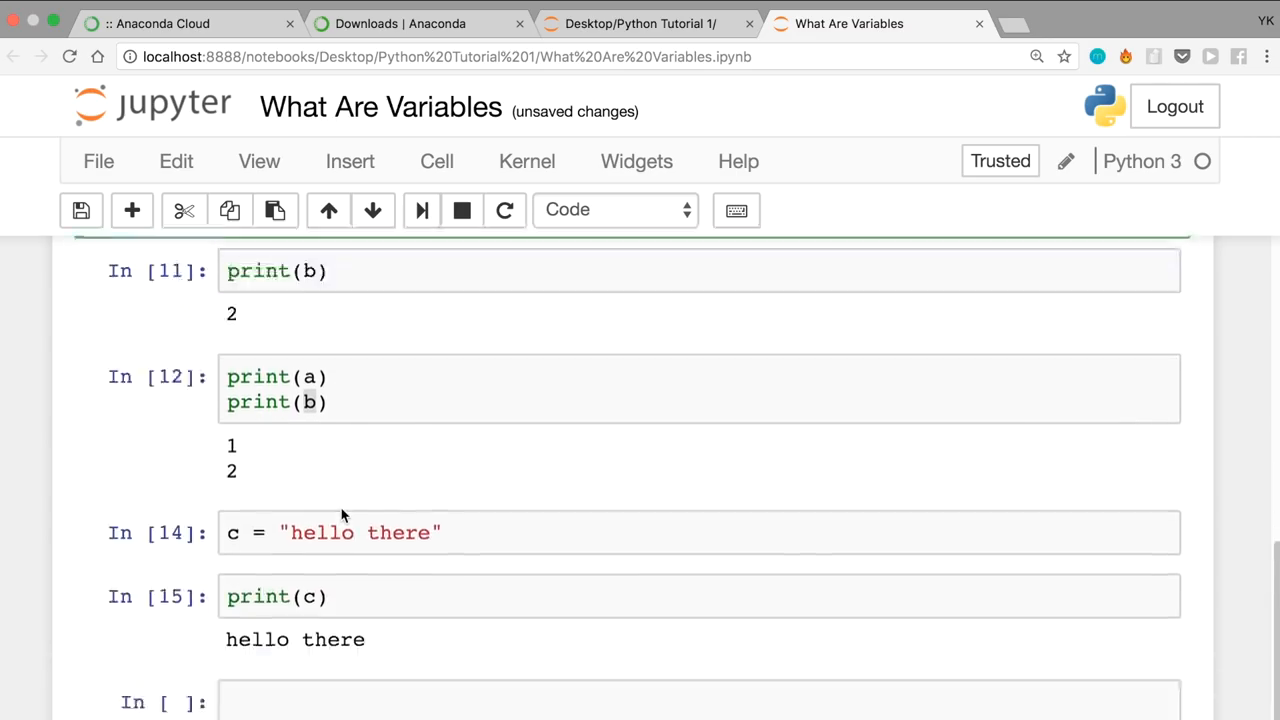 :: Anaconda Cloud
Downloads | Anaconda
Desktop/Python Tutorial 1/
What Are Variables
YK
localhost:8888/notebooks/Desktop/Python%20Tutorial%201/What%20Are%20Variables.ipynb
jupyter What Are Variables (unsaved changes)
Logout
File Edit View Insert Cell Kernel Widgets Help
Trusted
Python 3
Code
In [11]: print(b)
2
In [12]: print(a)
print(b)
1
2
In [14]: c = "hello there"
In [15]: print(c)
hello there
In [ ]: